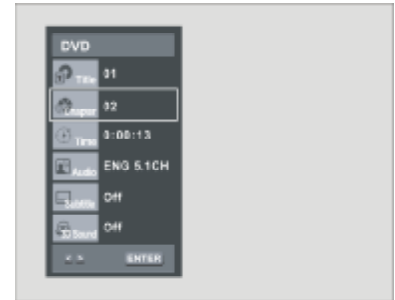 DVD
Title 01
Chapter 02
Time 0:00:13
Audio ENG 5.1CH
Subtitle Off
3D Sound Off
ENTER